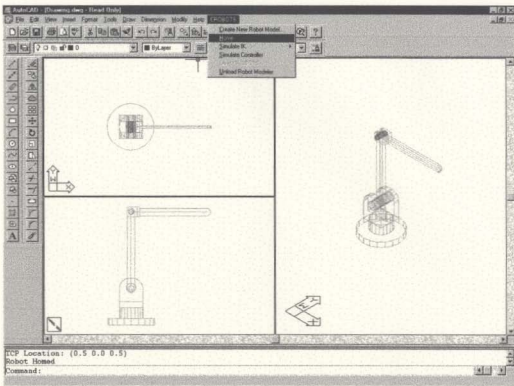 AutoCAD - [Drawing.dwg - Read Only]
File Edit View Insert Format Tools Draw Dimension Modify Help PROJECTS
Create New Robot Model...
Home
Simulate IK
Simulate Controller
Unload Robot Modeler
ByLayer
Y
X
TCP Location: (0.5 0.0 0.5)
Robot Homed
Command: